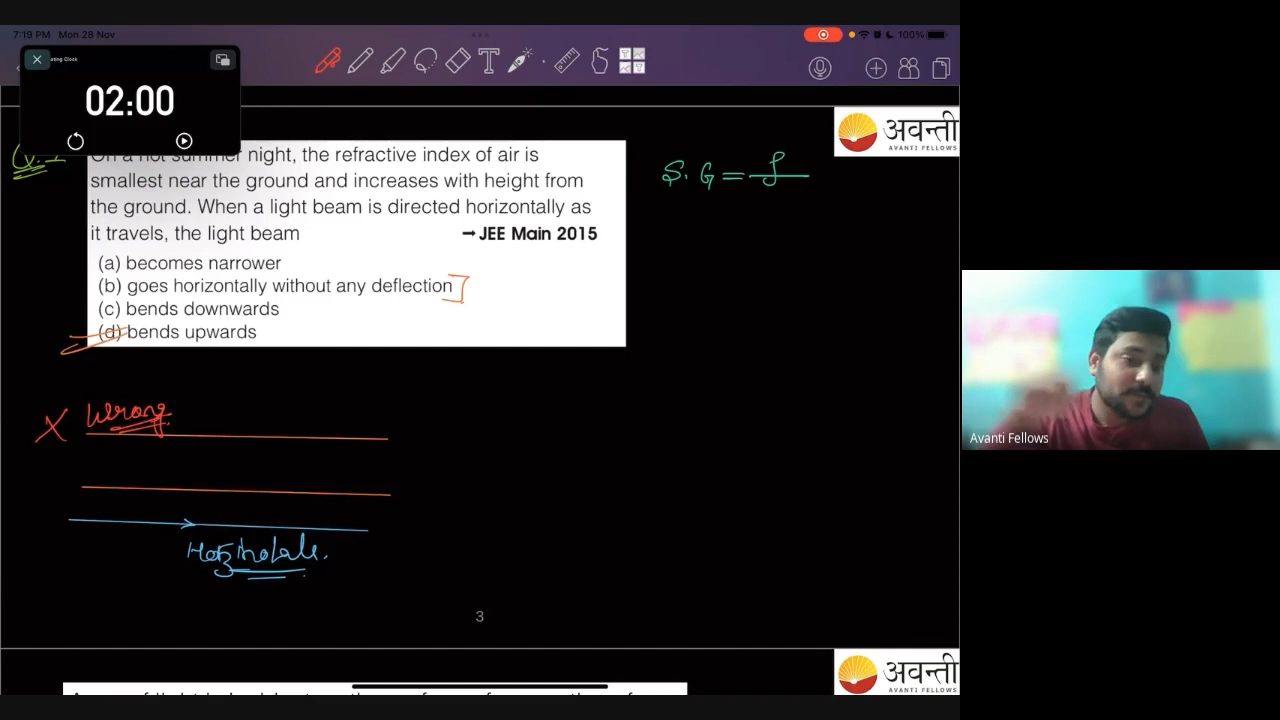 7:19 PM Mon 28 Nov
100%
02:00
अवन्ती
AVANTI FELLOWS
On a hot summer night, the refractive index of air is
smallest near the ground and increases with height from
the ground. When a light beam is directed horizontally as
it travels, the light beam
→ JEE Main 2015
(a) becomes narrower
(b) goes horizontally without any deflection
(c) bends downwards
(d) bends upwards
S. G =
X Wrong
3
Avanti Fellows
अवन्ती
AVANTI FELLOWS